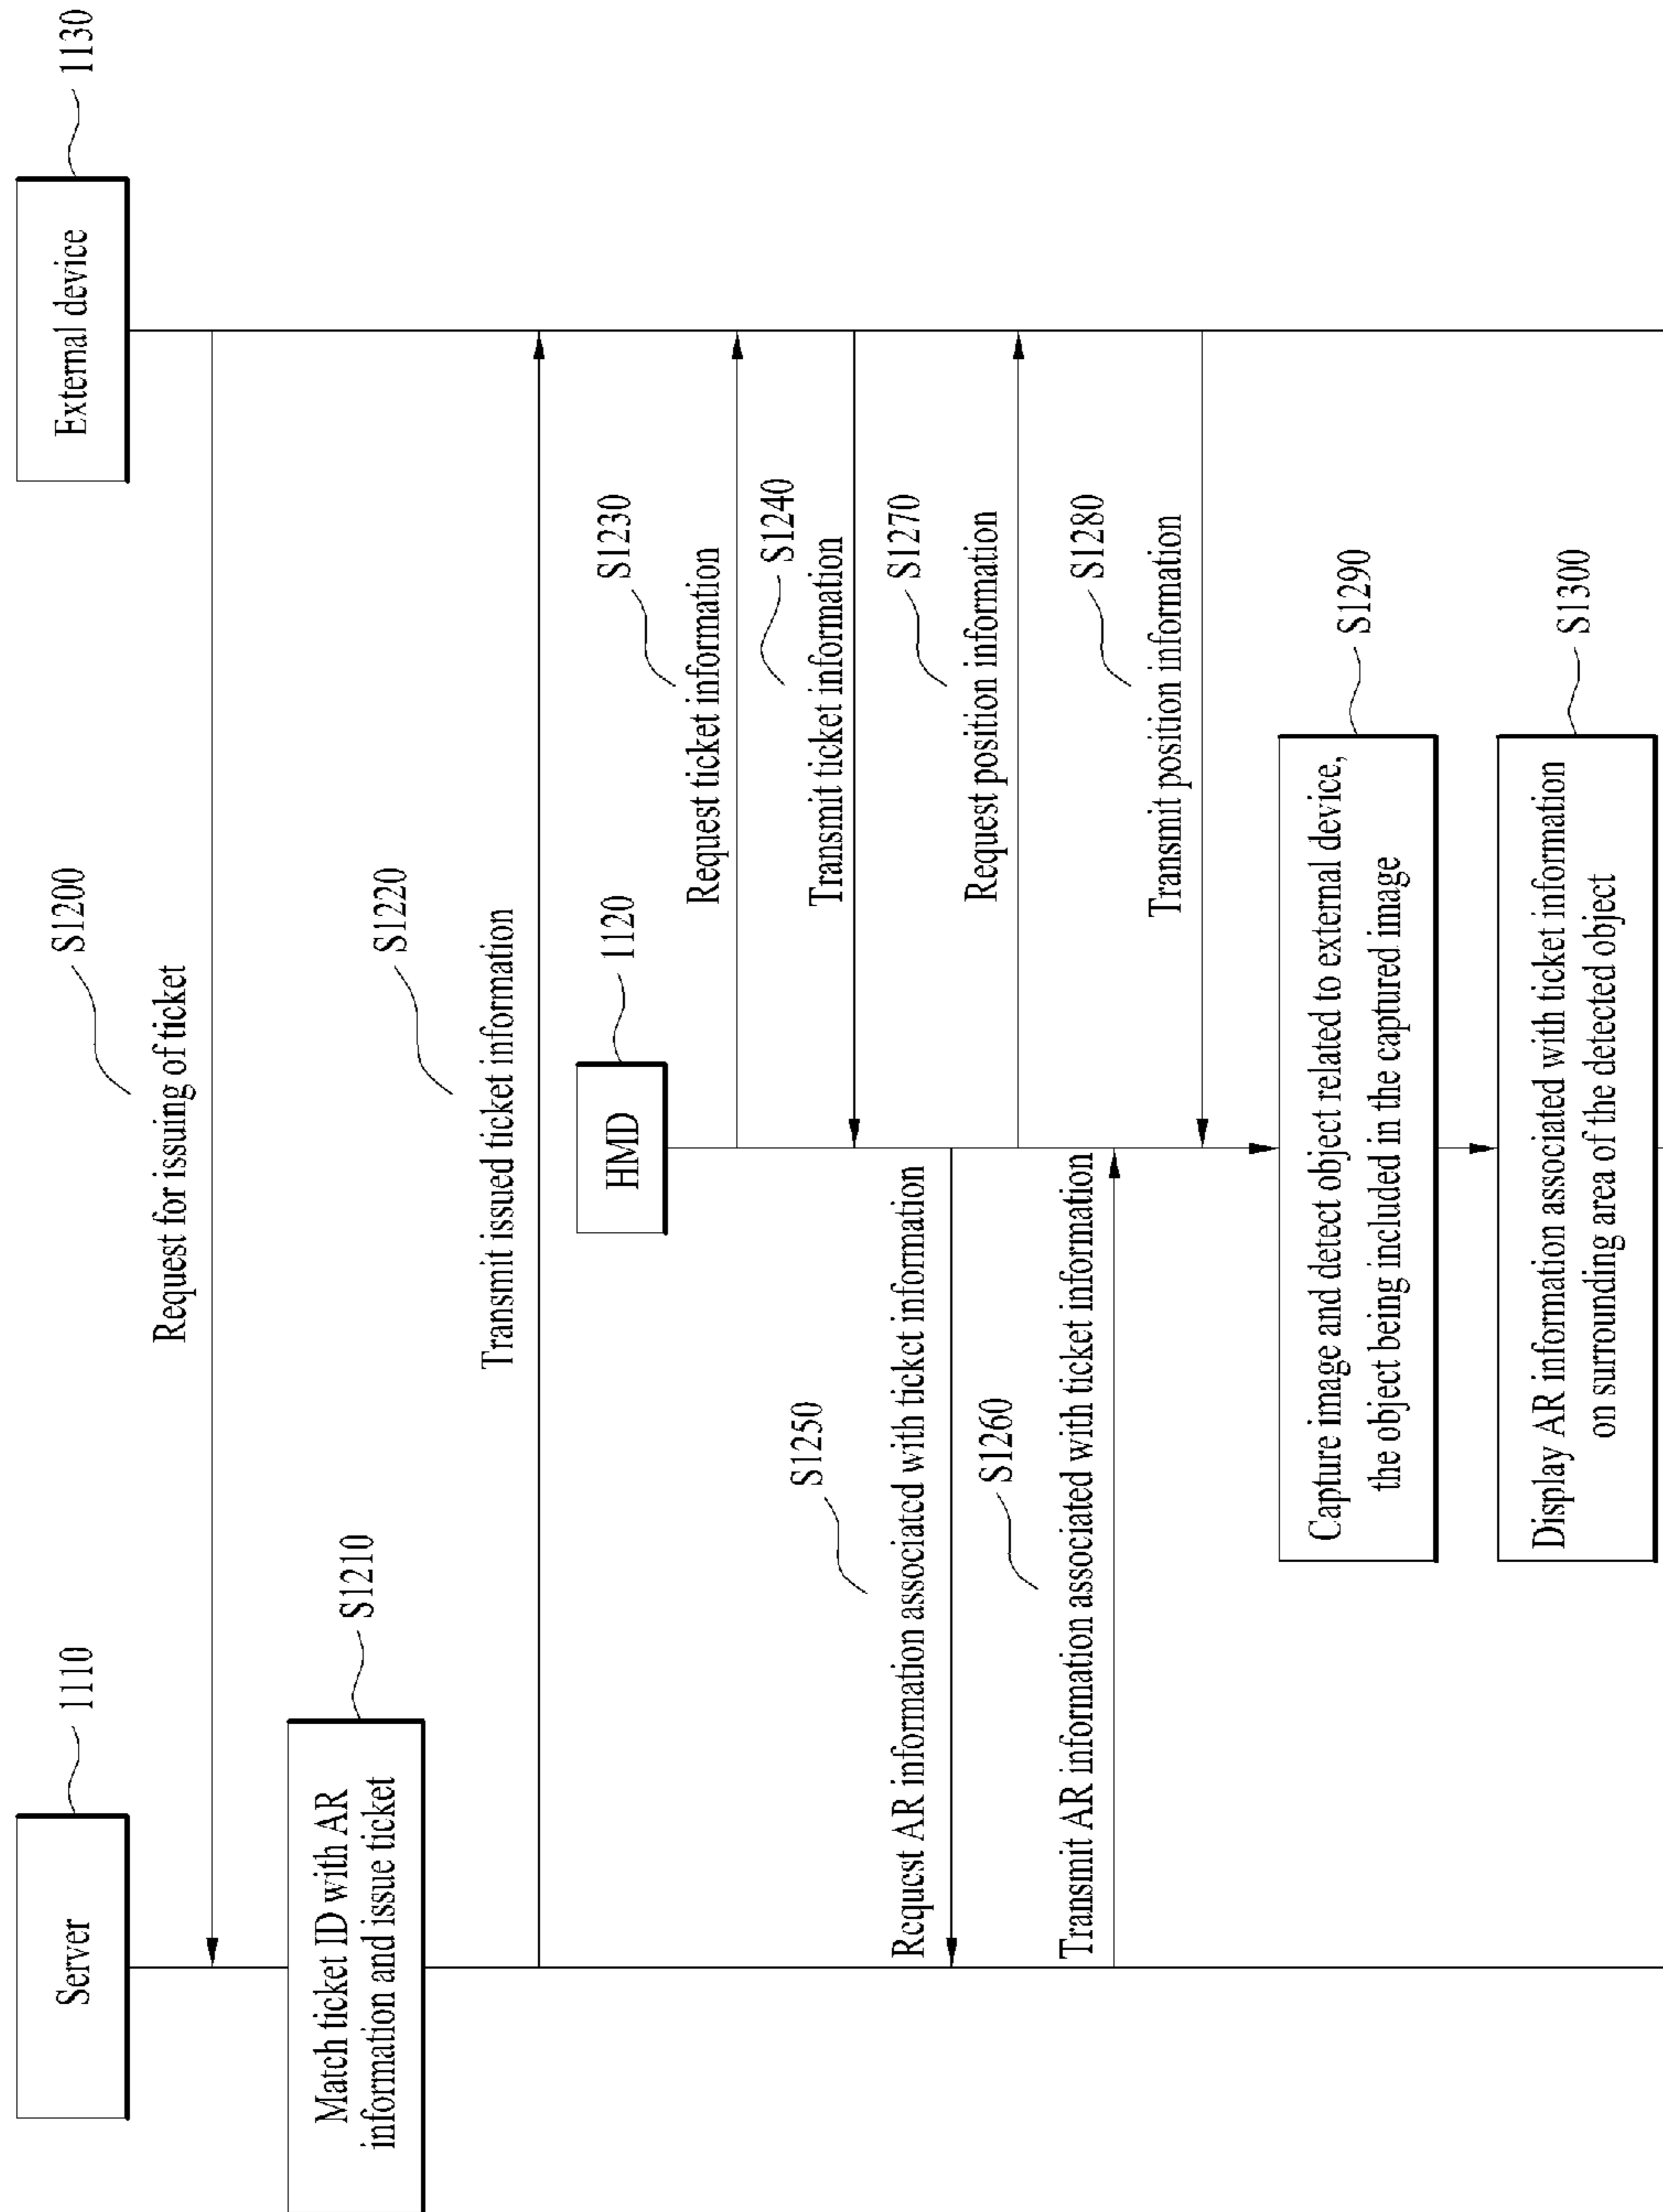 Server
1110
External device
1130
S1200
Request for issuing of ticket
Match ticket ID with AR
information and issue ticket
S1210
S1220
Transmit issued ticket information
HMD
1120
S1230
Request ticket information
S1240
Transmit ticket information
S1250
Request AR information associated with ticket information
S1270
Request position information
S1260
Transmit AR information associated with ticket information
S1280
Transmit position information
Capture image and detect object related to external device,
the object being included in the captured image
S1290
Display AR information associated with ticket information
on surrounding area of the detected object
S1300